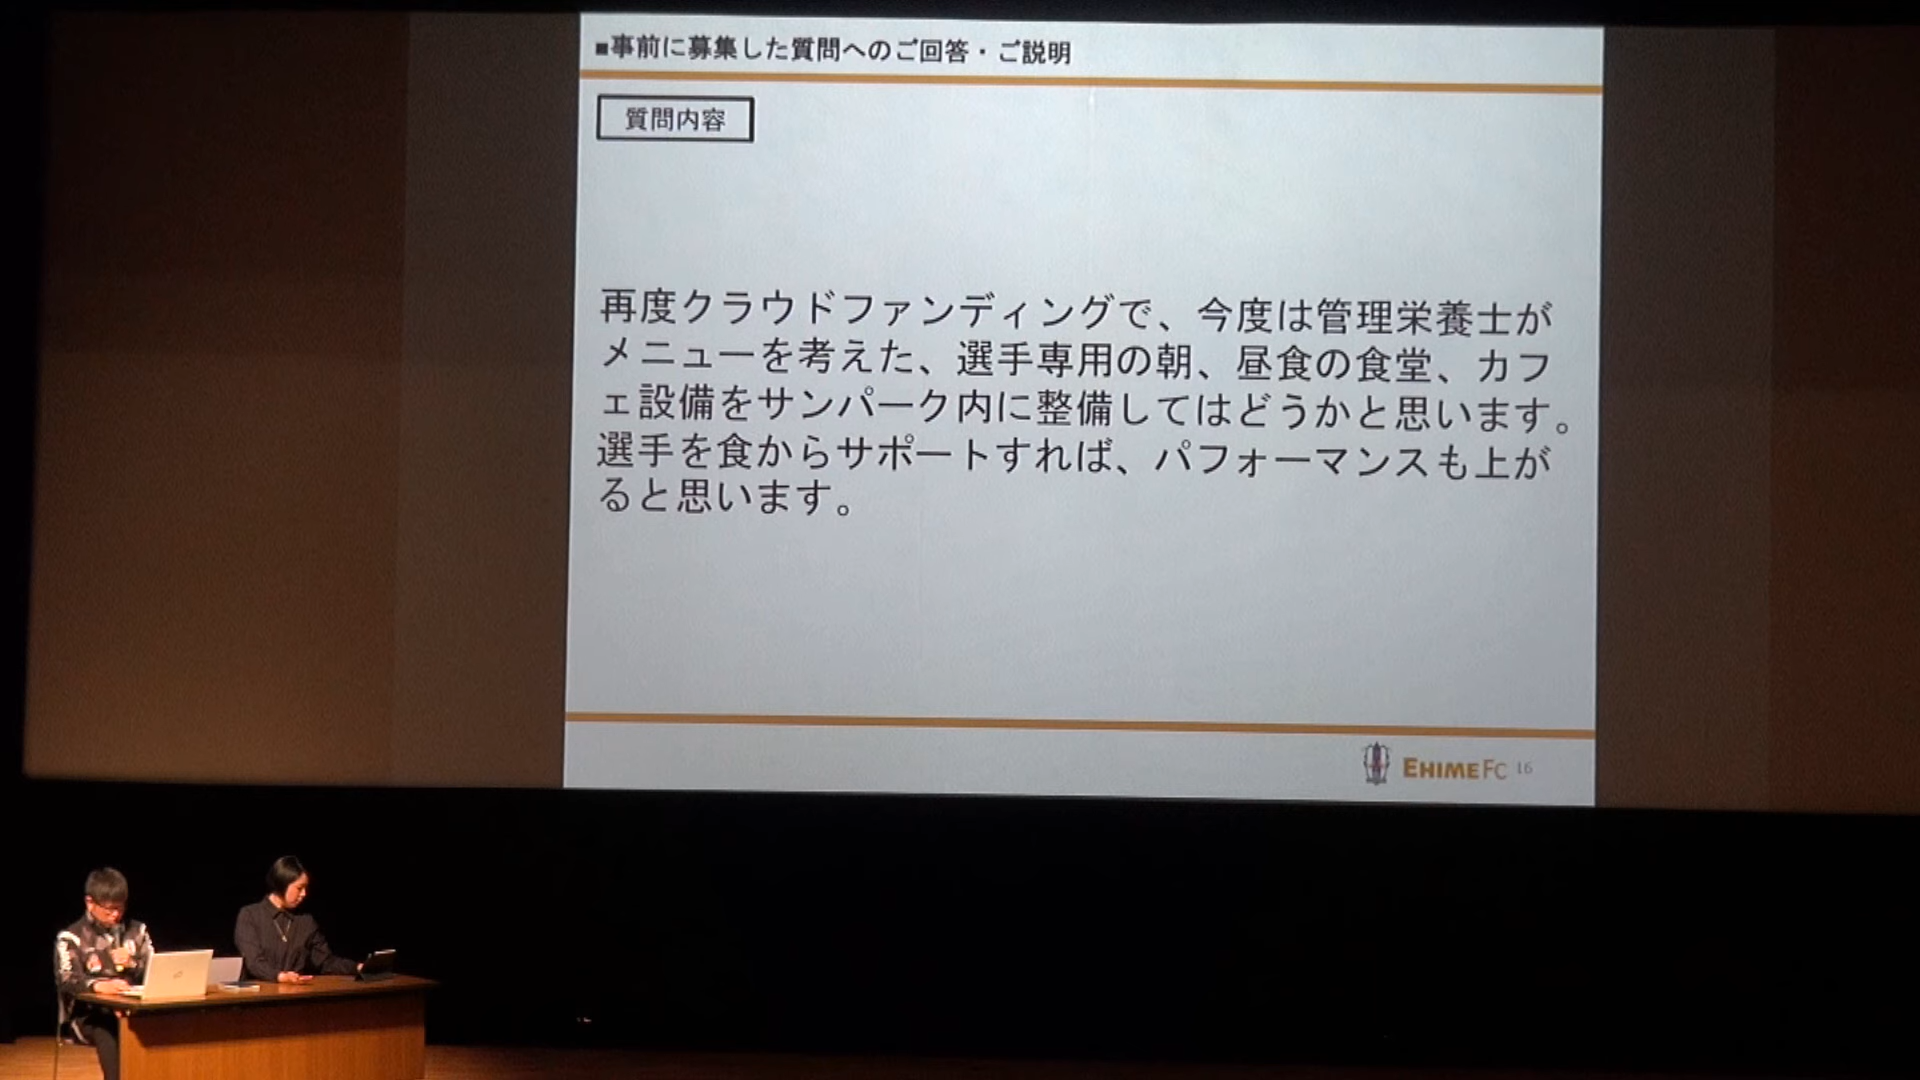 ■事前に募集した質問へのご回答・ご説明
質問内容
再度クラウドファンディングで、今度は管理栄養士が
メニューを考えた、選手専用の朝、昼食の食堂、カフ
ェ設備をサンパーク内に整備してはどうかと思います。
選手を食からサポートすれば、パフォーマンスも上が
ると思います。
EHIME FC 16